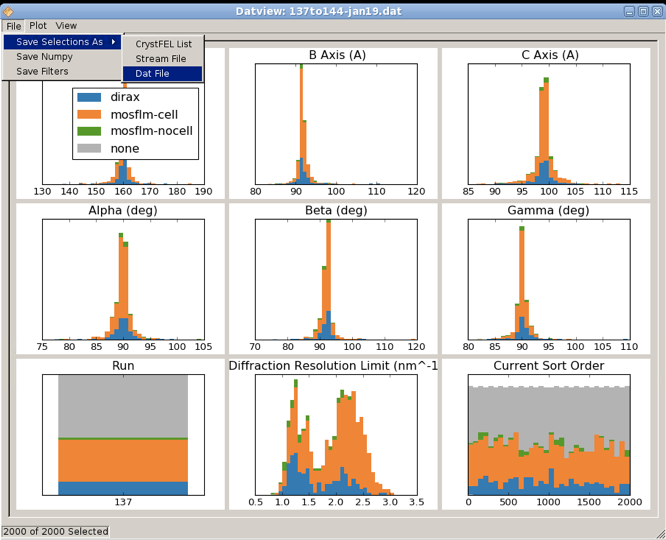 Datview: 137to144-jan19.dat
File Plot View
Save Selections As
Save Numpy
Save Filters
CrystFEL List
Stream File
Dat File
dirax
mosflm-cell
mosflm-nocell
none
130 140 150 160 170 180 190
B Axis (A)
80 90 100 110 120
C Axis (A)
85 90 95 100 105 110 115
Alpha (deg)
75 80 85 90 95 100 105
Beta (deg)
70 80 90 100 110 120
Gamma (deg)
80 85 90 95 100 105 110
Run
137
Diffraction Resolution Limit (nm^-1
0.5 1.0 1.5 2.0 2.5 3.0 3.5
Current Sort Order
0 500 1000 1500 2000
2000 of 2000 Selected